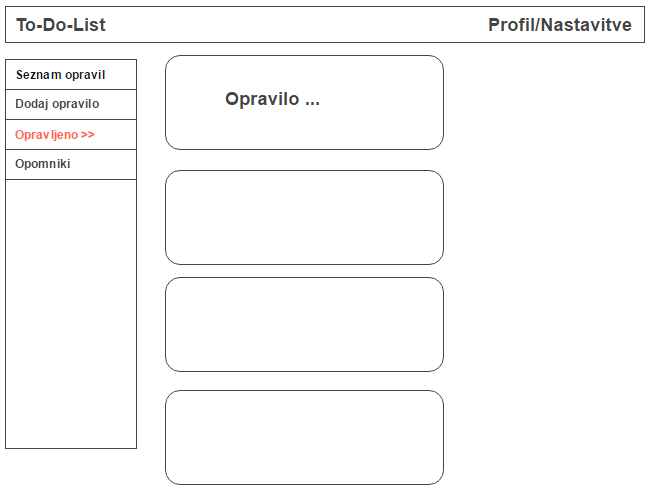 To-Do-List
Profil/Nastavitve
Seznam opravil
Dodaj opravilo
Opravljeno >>
Opomniki
Opravilo ...